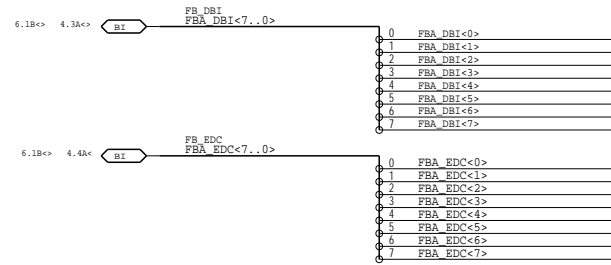 FB_DBI
6.1B<> 4.3A<> BI FBA_DBI<7..0>
0 FBA_DBI<0>
1 FBA_DBI<1>
2 FBA_DBI<2>
3 FBA_DBI<3>
4 FBA_DBI<4>
5 FBA_DBI<5>
6 FBA_DBI<6>
7 FBA_DBI<7>
FB_EDC
6.1B<> 4.4A< BI FBA_EDC<7..0>
0 FBA_EDC<0>
1 FBA_EDC<1>
2 FBA_EDC<2>
3 FBA_EDC<3>
4 FBA_EDC<4>
5 FBA_EDC<5>
6 FBA_EDC<6>
7 FBA_EDC<7>